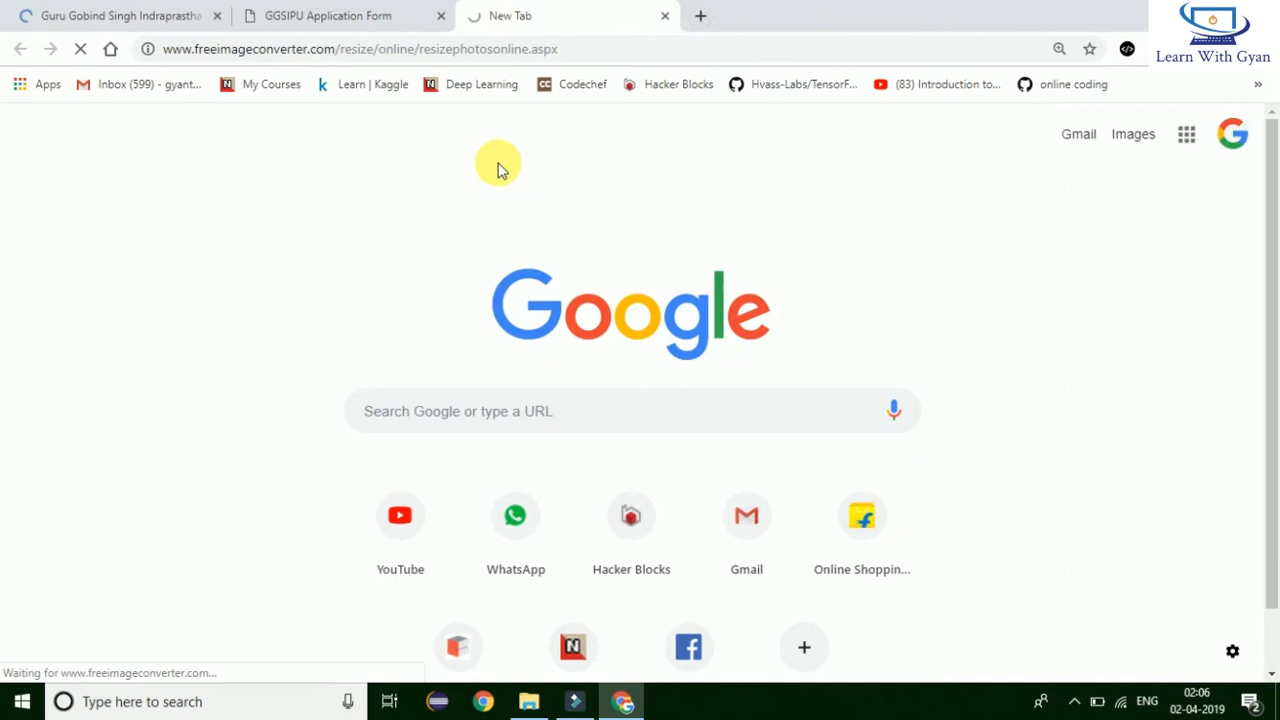 Guru Gobind Singh Indraprastha
GGSIPU Application Form
New Tab
Learn With Gyan
www.freeimageconverter.com/resize/online/resizephotosonline.aspx
Apps
Inbox (599) - gyant...
My Courses
Learn | Kaggle
Deep Learning
CC Codechef
Hacker Blocks
Hvass-Labs/TensorF...
(83) Introduction to...
online coding
»
Gmail
Images
Google
Search Google or type a URL
YouTube
WhatsApp
Hacker Blocks
Gmail
Online Shoppin...
N
Waiting for www.freeimageconverter.com...
Type here to search
ENG
02:06
02-04-2019
2